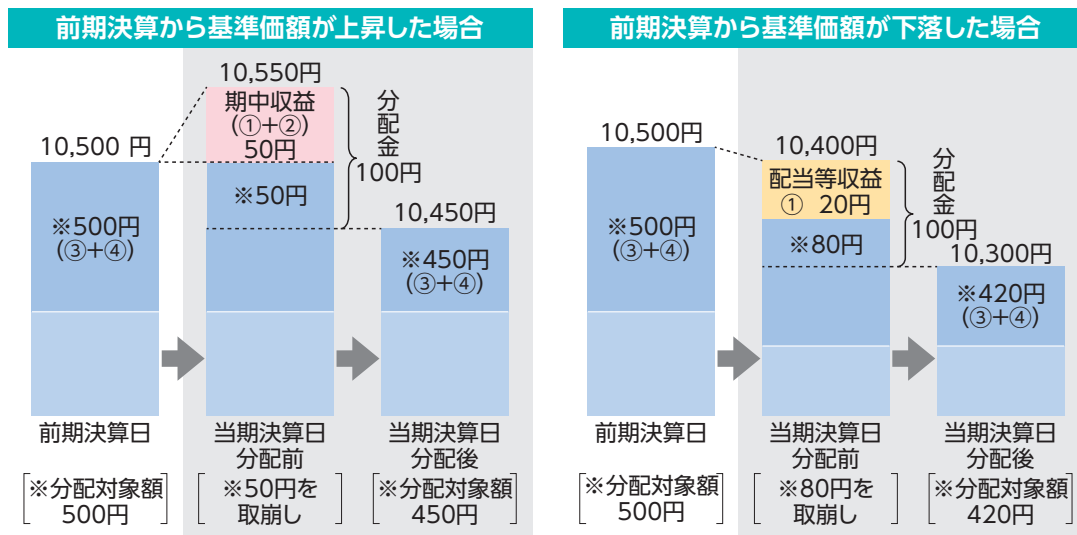 前期決算から基準価額が上昇した場合
10,550円
期中収益
(①+②)
50円
分配金
100円
10,500 円
※500円
(③+④)
※50円
10,450円
※450円
(③+④)
前期決算日
当期決算日
分配前
当期決算日
分配後
※分配対象額
500円
※50円を
取崩し
※分配対象額
450円
前期決算から基準価額が下落した場合
10,500円
10,400円
配当等収益
① 20円
分配金
100円
※500円
(③+④)
※80円
10,300円
※420円
(③+④)
前期決算日
当期決算日
分配前
当期決算日
分配後
※分配対象額
500円
※80円を
取崩し
※分配対象額
420円